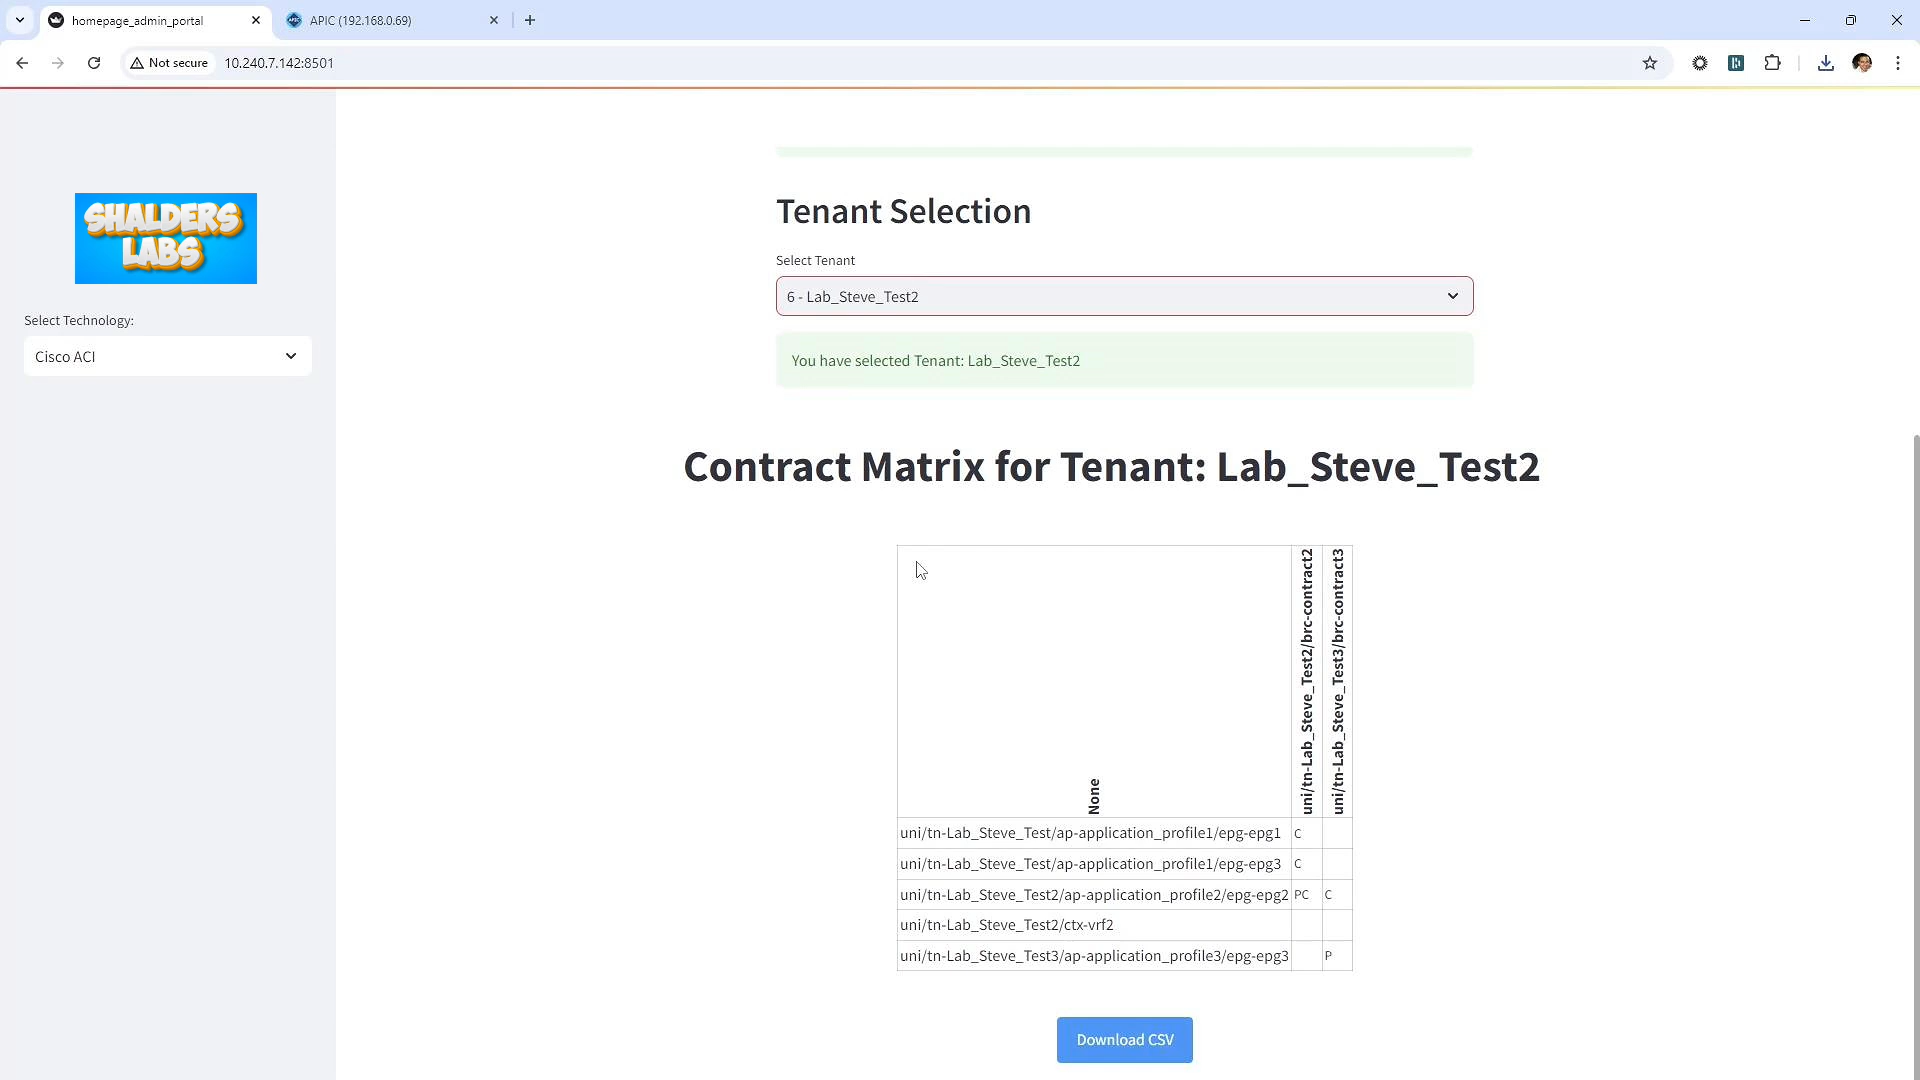 homepage_admin_portal
APIC (192.168.0.69)
Not secure
10.240.7.142:8501
SHALDERS
LABS
Select Technology:
Cisco ACI
Tenant Selection
Select Tenant
6 - Lab_Steve_Test2
You have selected Tenant: Lab_Steve_Test2
Contract Matrix for Tenant: Lab_Steve_Test2
None
uni/tn-Lab_Steve_Test2/brc-contract2
uni/tn-Lab_Steve_Test3/brc-contract3
uni/tn-Lab_Steve_Test/ap-application_profile1/epg-epg1 C
uni/tn-Lab_Steve_Test/ap-application_profile1/epg-epg3 C
uni/tn-Lab_Steve_Test2/ap-application_profile2/epg-epg2 PC C
uni/tn-Lab_Steve_Test2/ctx-vrf2
uni/tn-Lab_Steve_Test3/ap-application_profile3/epg-epg3 P
Download CSV